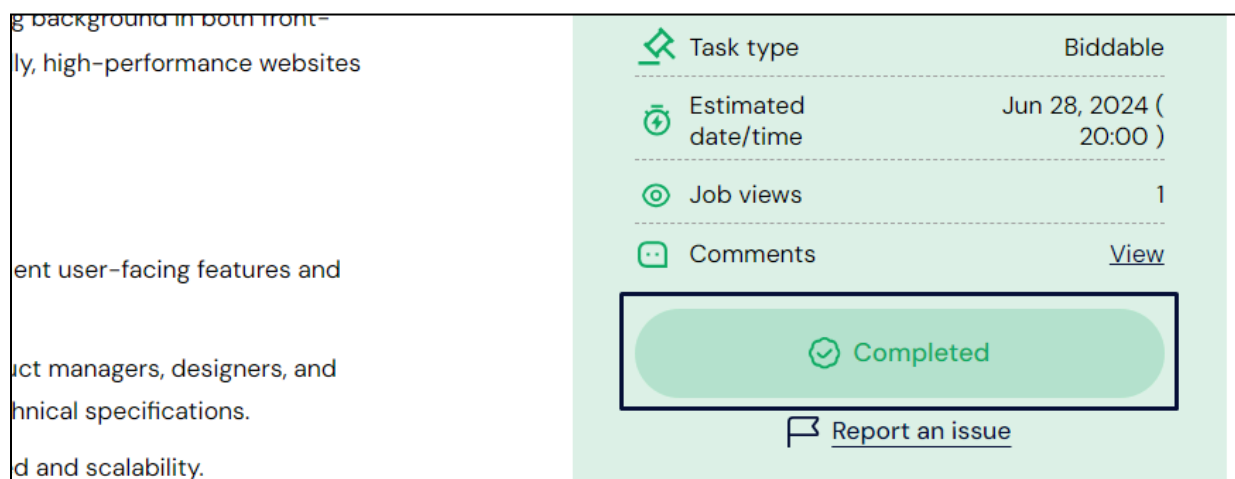 g background in both front-
ly, high-performance websites
ent user-facing features and
uct managers, designers, and
hnical specifications.
d and scalability.
Task type Biddable
Estimated date/time Jun 28, 2024 ( 20:00 )
Job views 1
Comments View
Completed
Report an issue